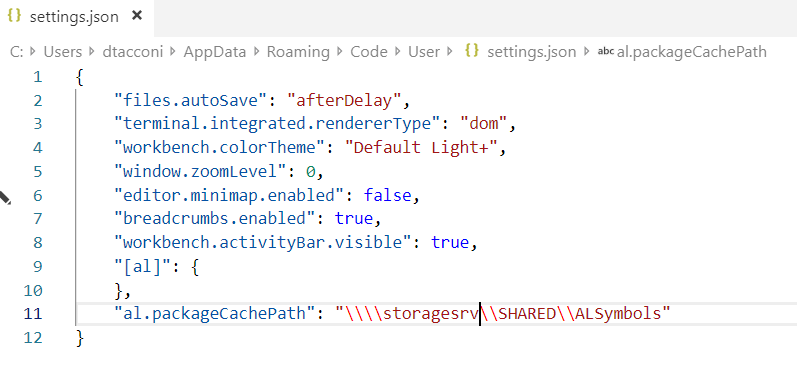 {} settings.json ×
C: > Users > dtacconi > AppData > Roaming > Code > User > {} settings.json > abc al.packageCachePath
1 {
2 "files.autoSave": "afterDelay",
3 "terminal.integrated.rendererType": "dom",
4 "workbench.colorTheme": "Default Light+",
5 "window.zoomLevel": 0,
6 "editor.minimap.enabled": false,
7 "breadcrumbs.enabled": true,
8 "workbench.activityBar.visible": true,
9 "[al]": {
10 },
11 "al.packageCachePath": "\\\\storagesrv\\SHARED\\ALSymbols"
12 }